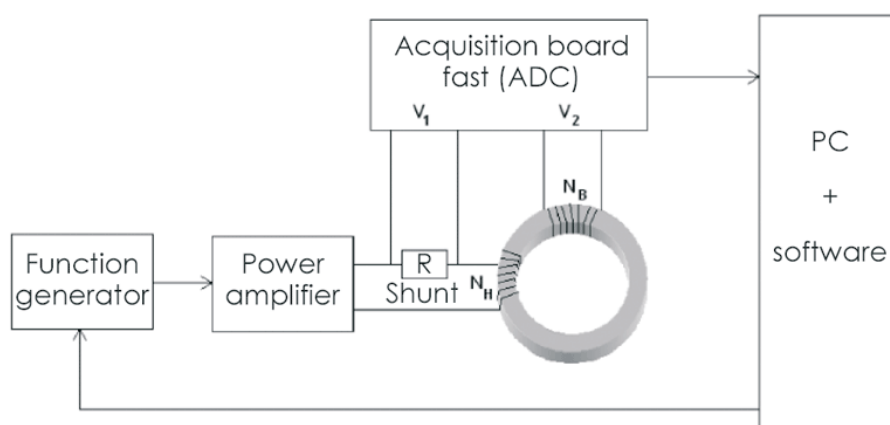 Acquisition board
fast (ADC)
V1
V2
PC
+
software
NB
Function
generator
Power
amplifier
R
Shunt
NH